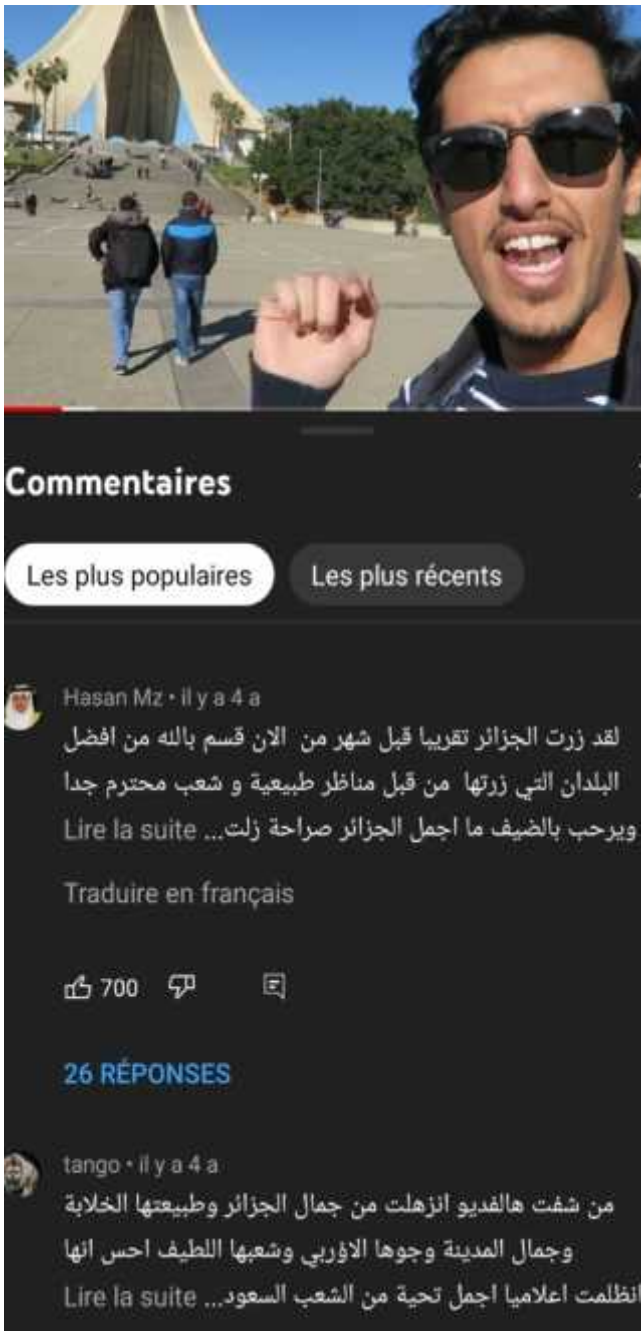 Commentaires
Les plus populaires
Les plus récents
Hasan Mz • il y a 4 a
لقد زرت الجزائر تقريبا قبل شهر من الان قسم بالله من افضل
البلدان التي زرتها من قبل مناظر طبيعية و شعب محترم جدا
ويرحب بالضيف ما اجمل الجزائر صراحة زلت... Lire la suite
Traduire en français
700
26 RÉPONSES
tango • il y a 4 a
من شفت هالفديو انزهلت من جمال الجزائر وطبيعتها الخلابة
وجمال المدينة وجوها الاؤربي وشعبها اللطيف احس انها
انظلمت اعلاميا اجمل تحية من الشعب السعود... Lire la suite